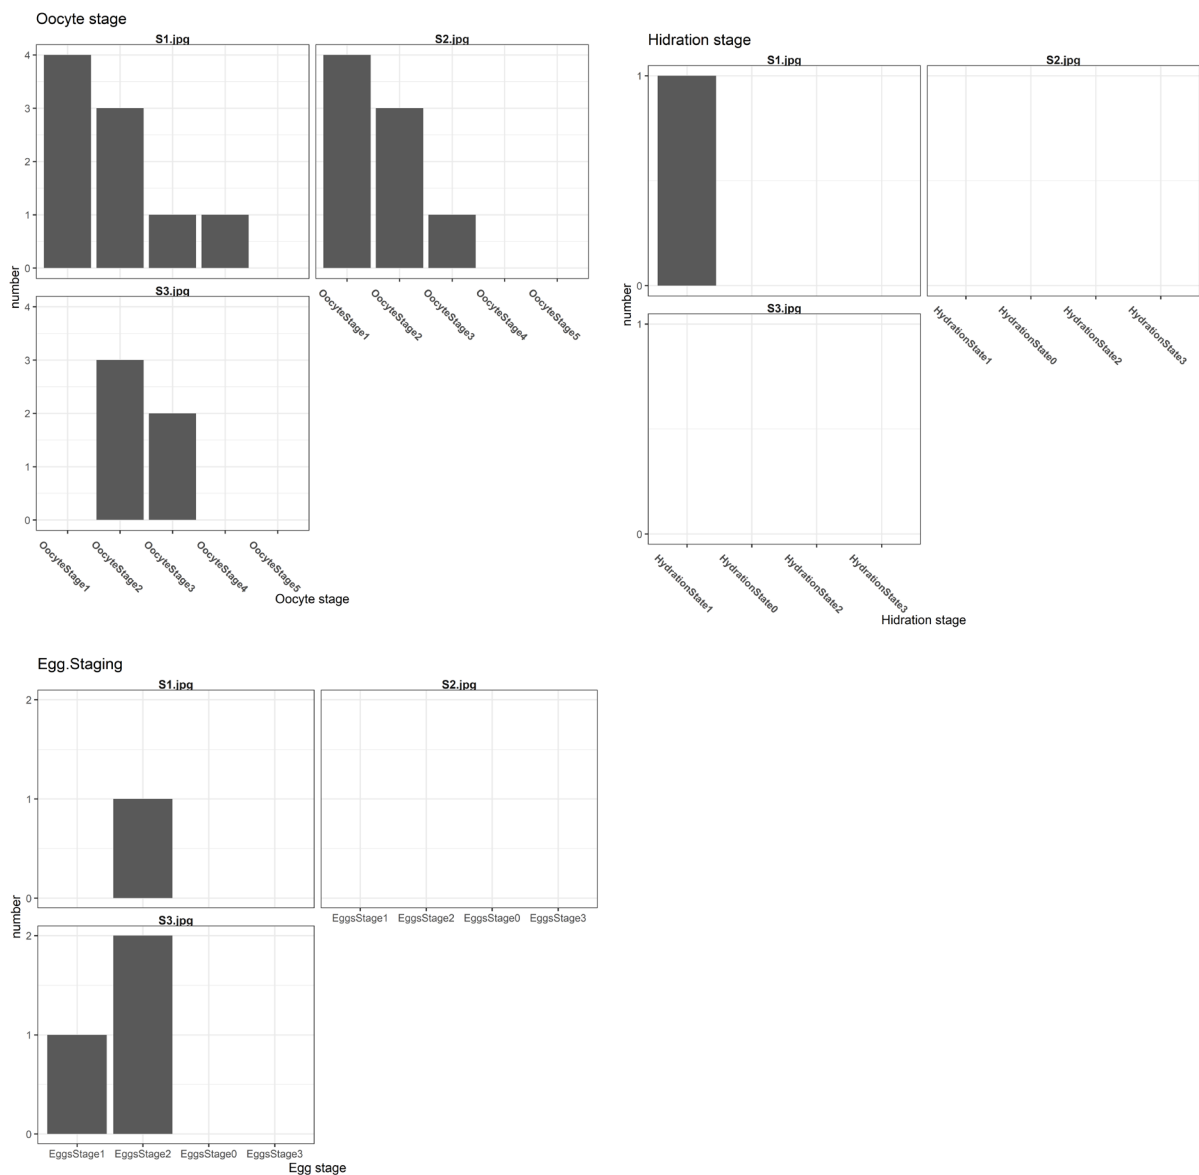 Oocyte stage
S1.jpg
S2.jpg
4
3
2
1
0
number
S3.jpg
OocyteStage1
OocyteStage2
OocyteStage3
OocyteStage4
OocyteStage5
4
3
2
1
0
OocyteStage1
OocyteStage2
OocyteStage3
OocyteStage4
OocyteStage5
Oocyte stage
Hidration stage
S1.jpg
S2.jpg
1
0
number
S3.jpg
HydrationState1
HydrationState0
HydrationState2
HydrationState3
1
0
HydrationState1
HydrationState0
HydrationState2
HydrationState3
Hidration stage
Egg.Staging
S1.jpg
S2.jpg
2
1
0
number
S3.jpg
EggsStage1 EggsStage2 EggsStage0 EggsStage3
2
1
0
EggsStage1 EggsStage2 EggsStage0 EggsStage3
Egg stage